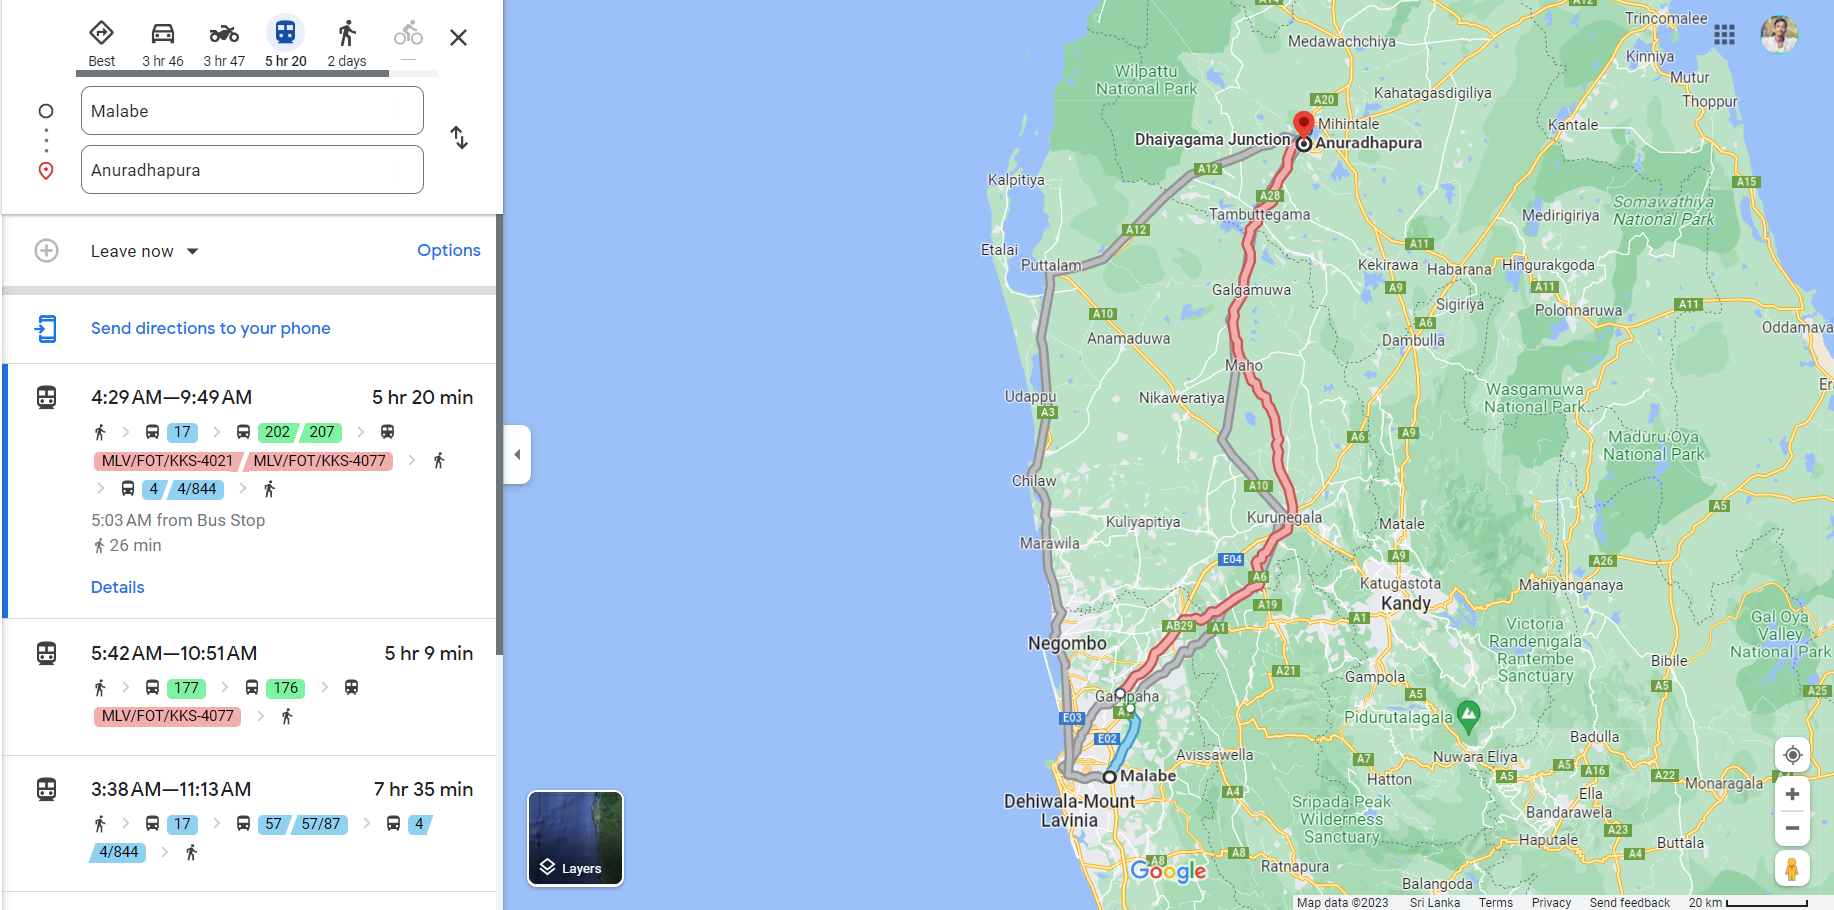 Best
3 hr 46
3 hr 47
5 hr 20
2 days
Malabe
Anuradhapura
Leave now
Options
Send directions to your phone
4:29 AM—9:49 AM
5 hr 20 min
17
202 / 207
MLV/FOT/KKS-4021 / MLV/FOT/KKS-4077
4 / 4/844
5:03 AM from Bus Stop
26 min
Details
5:42 AM—10:51 AM
5 hr 9 min
177
176
MLV/FOT/KKS-4077
3:38 AM—11:13 AM
7 hr 35 min
17
57 / 57/87
4
4/844
Layers
A14
A12
Trincomalee
Medawachchiya
Kinniya
Wilpattu
National Park
Mutur
Kahatagasdigiliya
Thoppur
A20
Mihintale
Kantale
Dhaiyagama Junction
Anuradhapura
A12
Kalpitiya
A15
A28
Somawathiya
National Park
Tambuttegama
Medirigiriya
A12
Etalai
A11
Puttalam
Kekirawa
Habarana
Hingurakgoda
Galgamuwa
A9
A11
Sigiriya
A11
Polonnaruwa
A10
A6
Oddamava
Anamaduwa
Dambulla
Maho
Wasgamuwa
National Park
Udappu
Nikaweratiya
A3
A6
A9
Maduru Oya
National Park
Chilaw
A10
A5
Kuliyapitiya
Kurunegala
Matale
Marawila
E04
A9
A26
A6
Katugastota
Mahiyanganaya
Kandy
A19
A1
AB29
A1
Victoria
Randenigala
Rantembe
Sanctuary
Gal Oya
Valley
National Park
Negombo
A21
Bibile
Gampaha
Gampola
A5
A5
A25
E03
Pidurutalagala
E02
Badulla
Avissawella
Nuwara Eliya
A7
A5
A16
A22
Malabe
Hatton
A5
Monaragala
A4
Ella
Dehiwala-Mount
Lavinia
Sripada Peak
Wilderness
Sanctuary
Bandarawela
A23
Haputale
Buttala
A8
A8
A4
Ratnapura
Google
Balangoda
Map data ©2023
Sri Lanka
Terms
Privacy
Send feedback
20 km